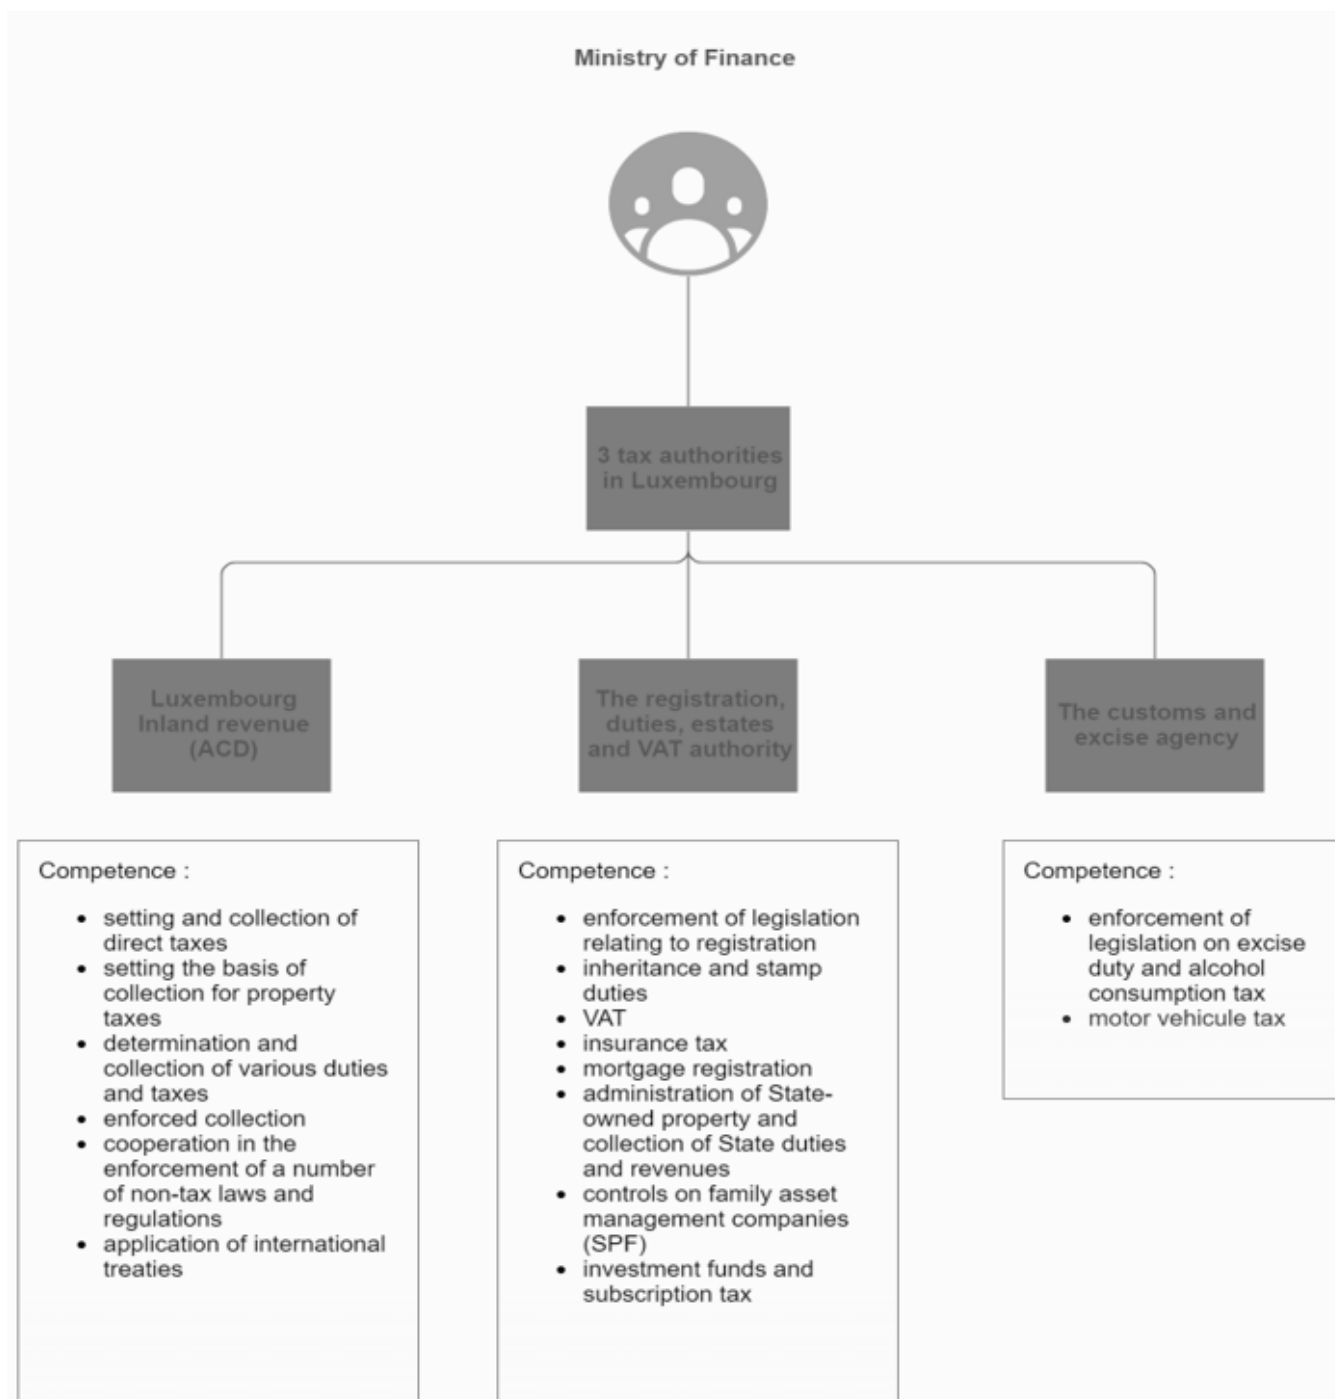 Ministry of Finance
3 tax authorities
in Luxembourg
Luxembourg
Inland revenue
(ACD)
The registration,
duties, estates
and VAT authority
The customs and
excise agency
Competence :
• setting and collection of
direct taxes
• setting the basis of
collection for property
taxes
• determination and
collection of various duties
and taxes
• enforced collection
• cooperation in the
enforcement of a number
of non-tax laws and
regulations
• application of international
treaties
Competence :
• enforcement of legislation
relating to registration
• inheritance and stamp
duties
• VAT
• insurance tax
• mortgage registration
• administration of State-
owned property and
collection of State duties
and revenues
• controls on family asset
management companies
(SPF)
• investment funds and
subscription tax
Competence :
• enforcement of
legislation on excise
duty and alcohol
consumption tax
• motor vehicule tax